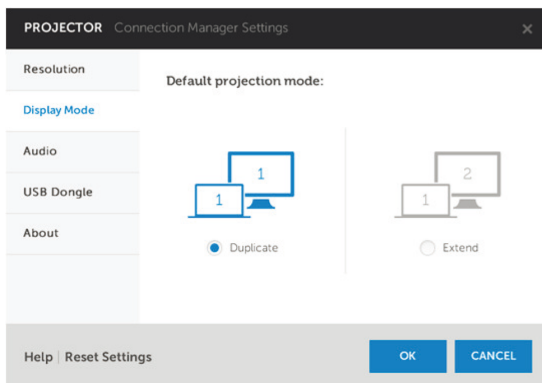 PROJECTOR Connection Manager Settings
Resolution
Default projection mode:
Display Mode
Audio
USB Dongle
About
1
1
Duplicate
2
1
Extend
Help | Reset Settings
OK
CANCEL